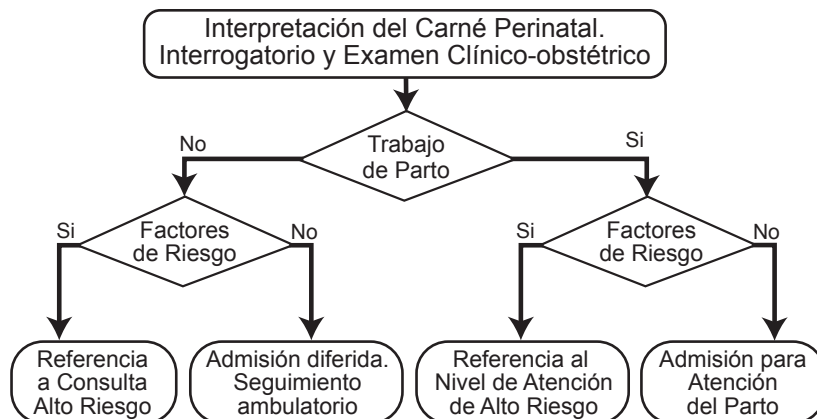 Interpretación del Carné Perinatal.
Interrogatorio y Examen Clínico-obstétrico
No
Trabajo
de Parto
Si
Si
Factores
de Riesgo
No
Si
Factores
de Riesgo
No
Referencia
a Consulta
Alto Riesgo
Admisión diferida.
Seguimiento
ambulatorio
Referencia al
Nivel de Atención
de Alto Riesgo
Admisión para
Atención
del Parto